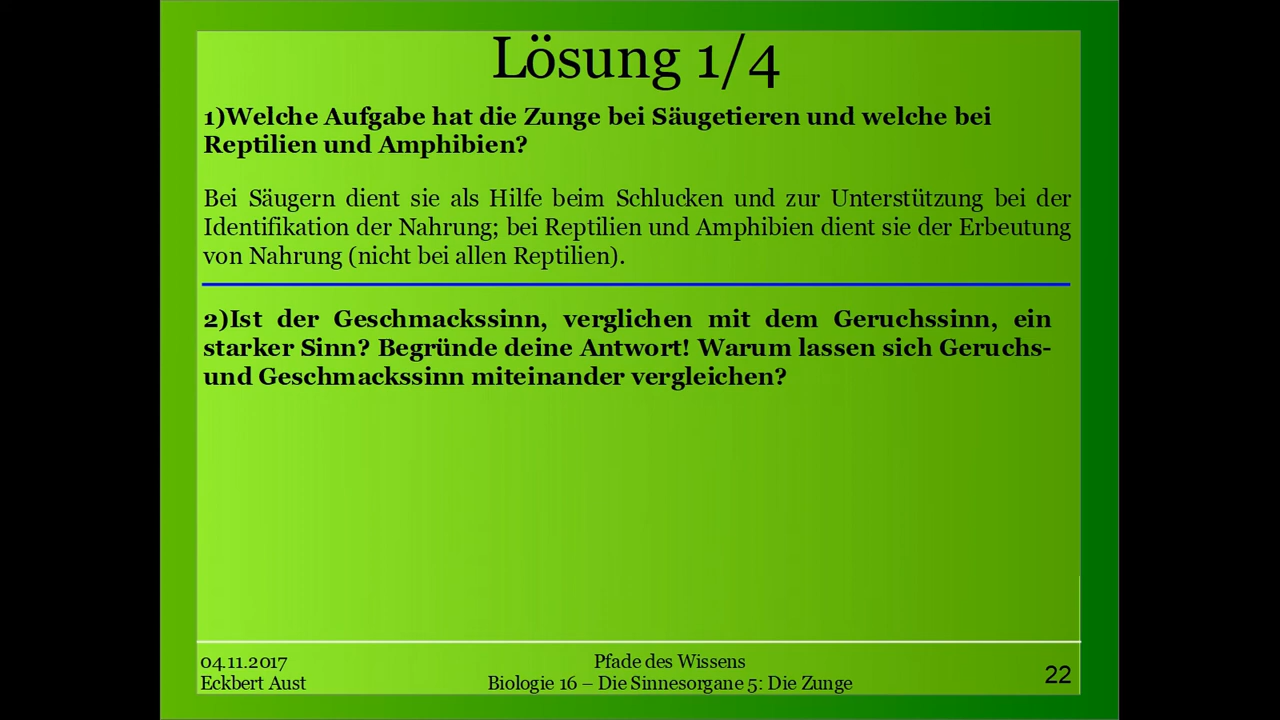 Lösung 1/4
1)Welche Aufgabe hat die Zunge bei Säugetieren und welche bei
Reptilien und Amphibien?
Bei Säugern dient sie als Hilfe beim Schlucken und zur Unterstützung bei der
Identifikation der Nahrung; bei Reptilien und Amphibien dient sie der Erbeutung
von Nahrung (nicht bei allen Reptilien).
2)Ist der Geschmackssinn, verglichen mit dem Geruchssinn, ein
starker Sinn? Begründe deine Antwort! Warum lassen sich Geruchs-
und Geschmackssinn miteinander vergleichen?
04.11.2017
Eckbert Aust
Pfade des Wissens
Biologie 16 – Die Sinnesorgane 5: Die Zunge
22